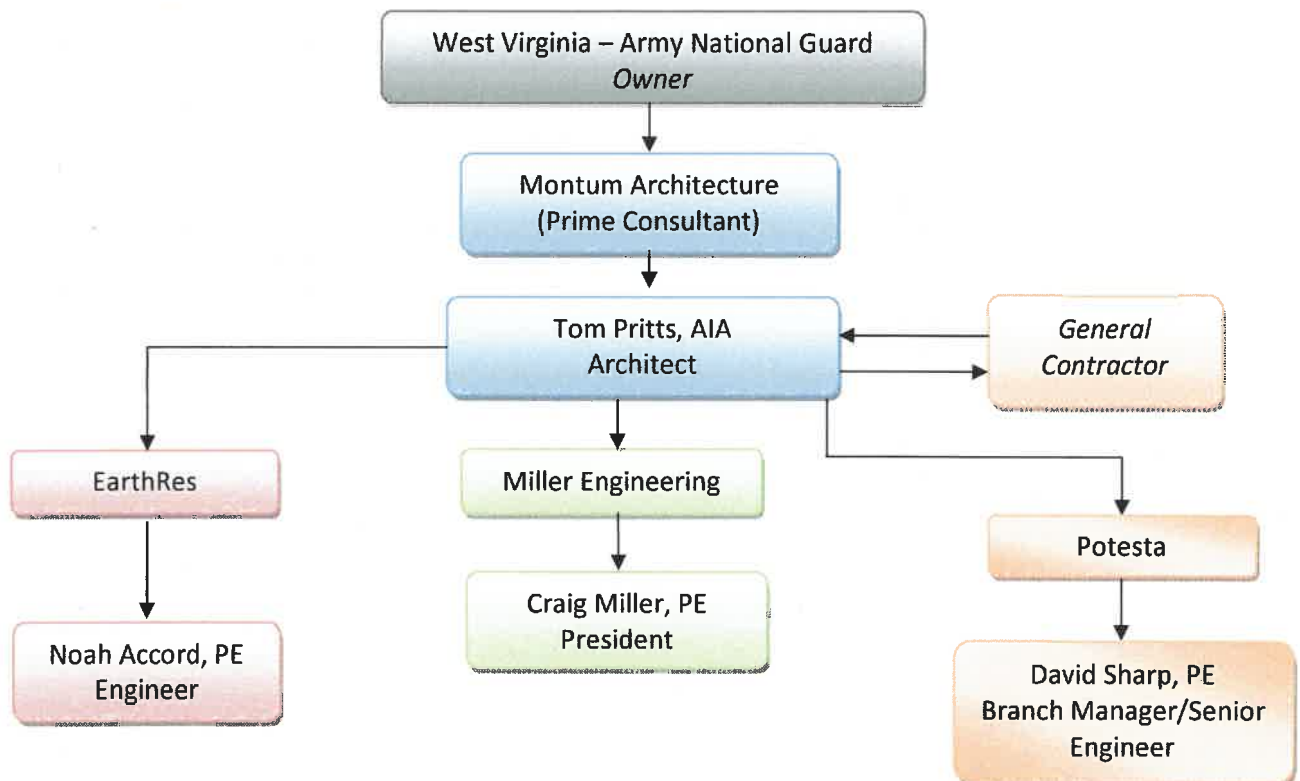 West Virginia – Army National Guard
Owner
Montum Architecture
(Prime Consultant)
Tom Pritts, AIA
Architect
General
Contractor
EarthRes
Miller Engineering
Potesta
Noah Accord, PE
Engineer
Craig Miller, PE
President
David Sharp, PE
Branch Manager/Senior
Engineer